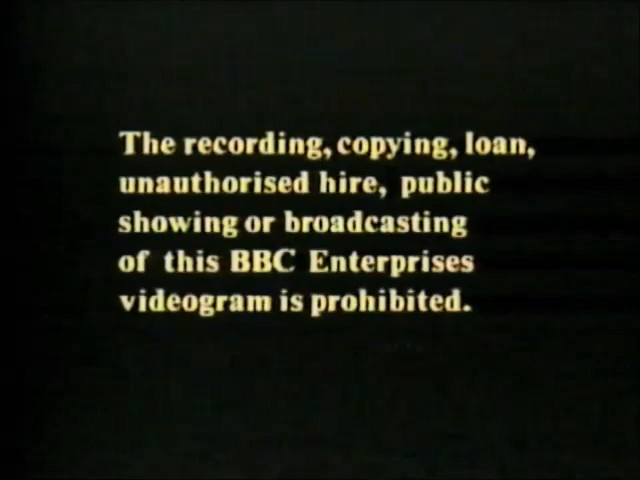 The recording, copying, loan,
unauthorised hire, public
showing or broadcasting
of this BBC Enterprises
videogram is prohibited.